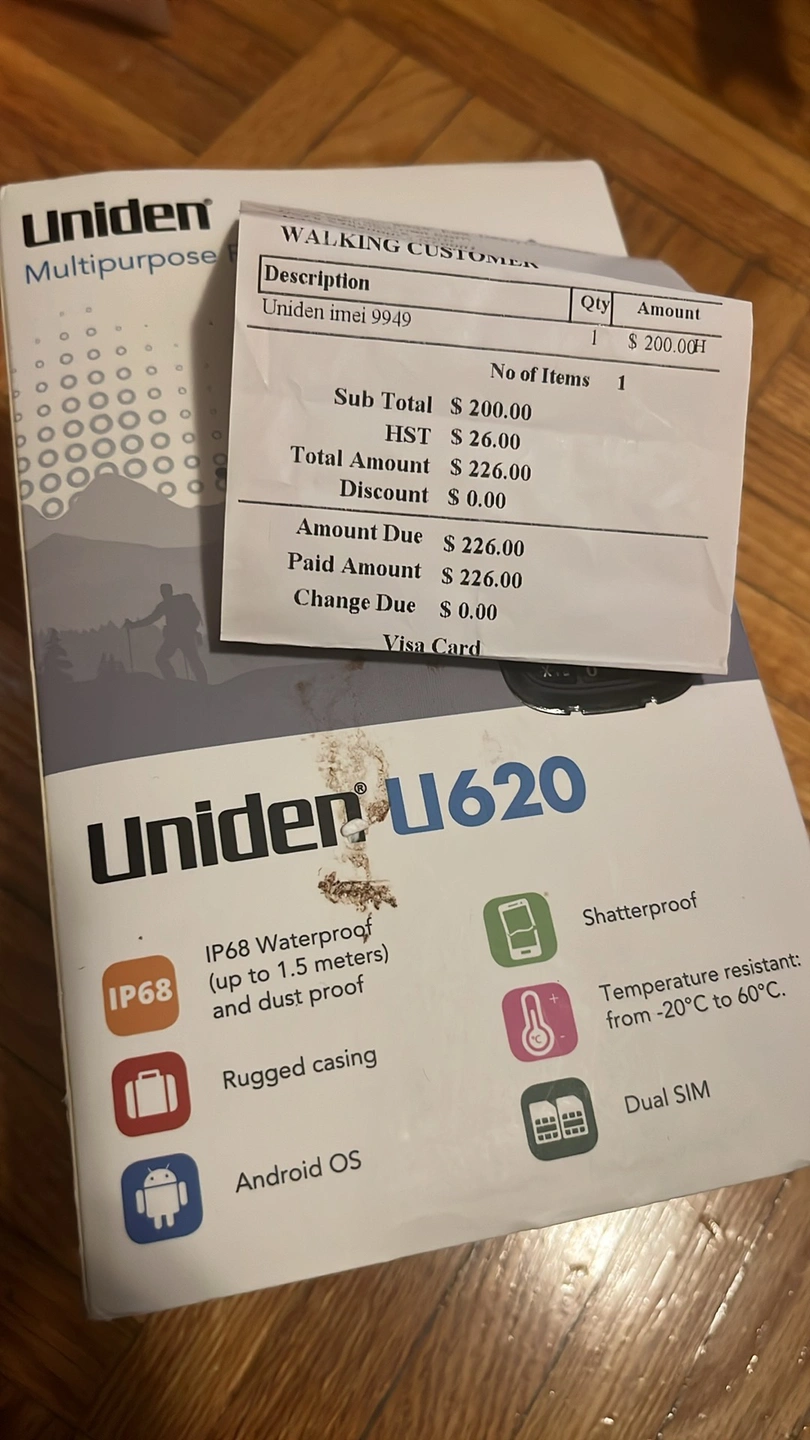 Uniden®
Multipurpose
WALKING CUSTOMER
Description Qty Amount
Uniden imei 9949 1 $ 200.00H
No of Items 1
Sub Total $ 200.00
HST $ 26.00
Total Amount $ 226.00
Discount $ 0.00
Amount Due $ 226.00
Paid Amount $ 226.00
Change Due $ 0.00
Visa Card
Uniden® U620
IP68
IP68 Waterproof
(up to 1.5 meters)
and dust proof
Shatterproof
°C
Temperature resistant:
from -20°C to 60°C.
Rugged casing
Dual SIM
Android OS